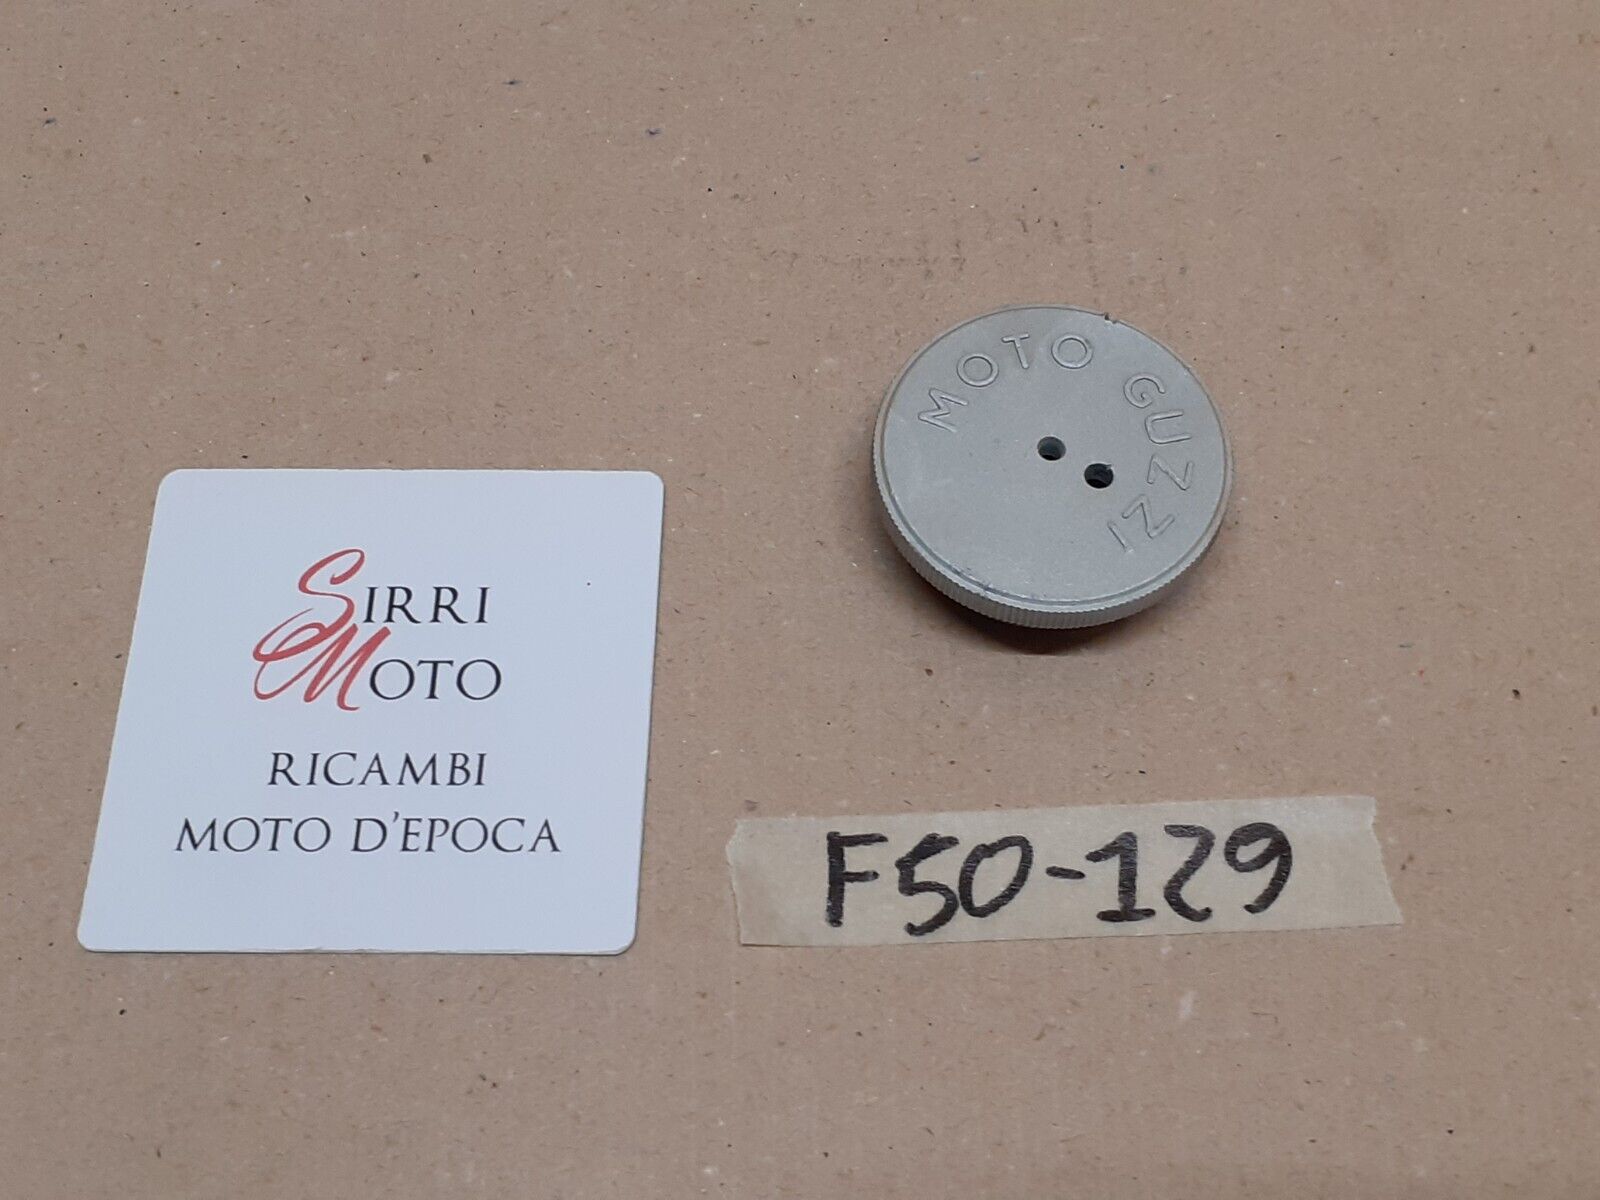 SIRRI
MOTO
RICAMBI
MOTO D'EPOCA
MOTO GUZZI
F50-129